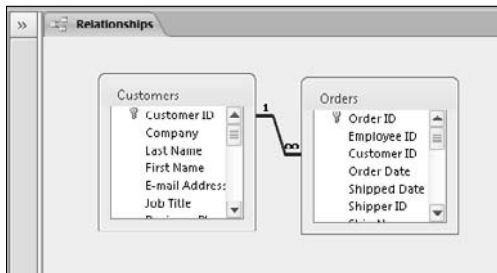 »
Relationships
Customers
Customer ID
Company
Last Name
First Name
E-mail Address
Job Title
1
∞
Orders
Order ID
Employee ID
Customer ID
Order Date
Shipped Date
Shipper ID